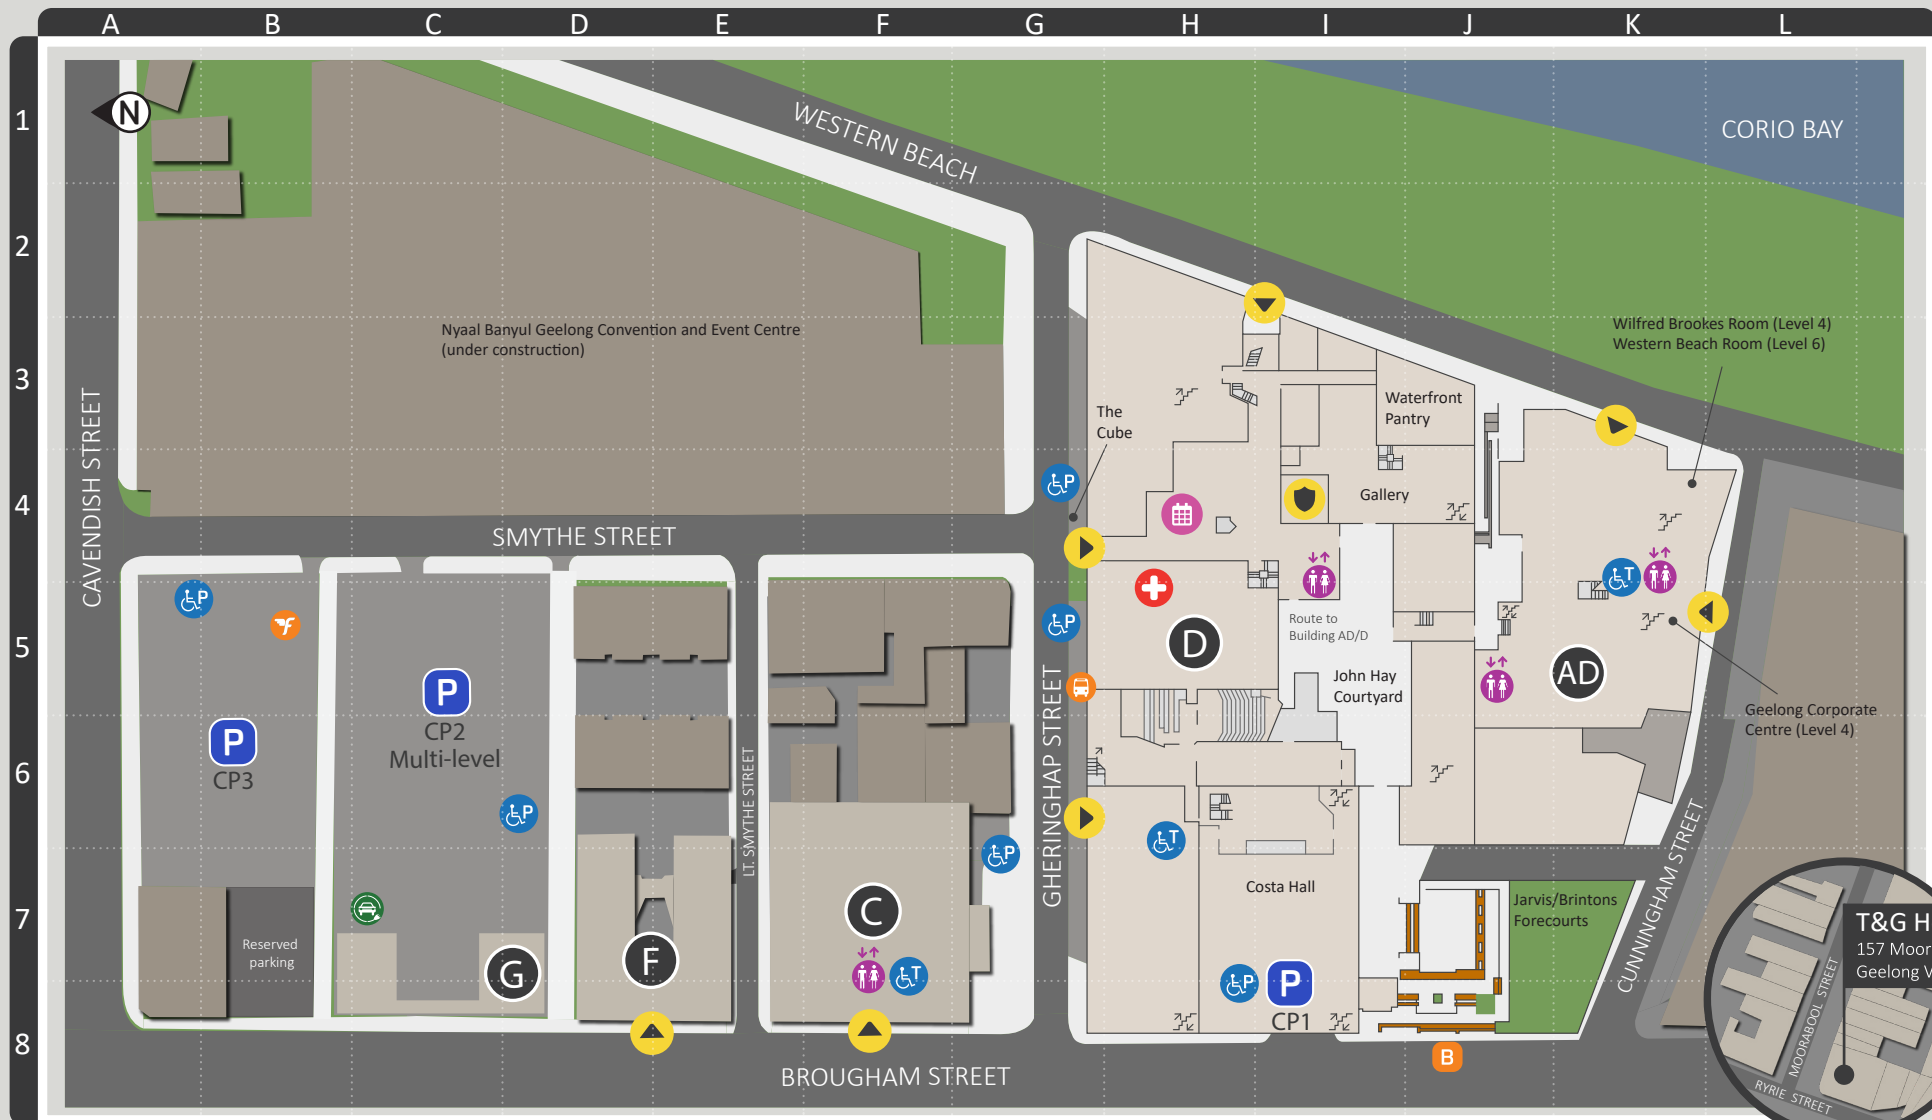 A B C D E F G H I J K L
1
2
3
4
5
6
7
8
N
WESTERN BEACH
CORIO BAY
Nyaal Banyul Geelong Convention and Event Centre
(under construction)
Wilfred Brookes Room (Level 4)
Western Beach Room (Level 6)
CAVENDISH STREET
The
Cube
Waterfront
Pantry
P
Gallery
SMYTHE STREET
P
T
P
Route to
Building AD/D
D
AD
John Hay
Courtyard
P
CP2
Multi-level
P
CP3
Geelong Corporate
Centre (Level 4)
GHERINGHAP STREET
LT. SMYTHE STREET
P
T
P
Costa Hall
CUNNINGHAM STREET
Jarvis/Brintons
Forecourts
Reserved
parking
G
F
C
T
P
P
CP1
T&G H
157 Moor
Geelong V
MOORABOOL STREET
RYRIE STREET
B
BROUGHAM STREET